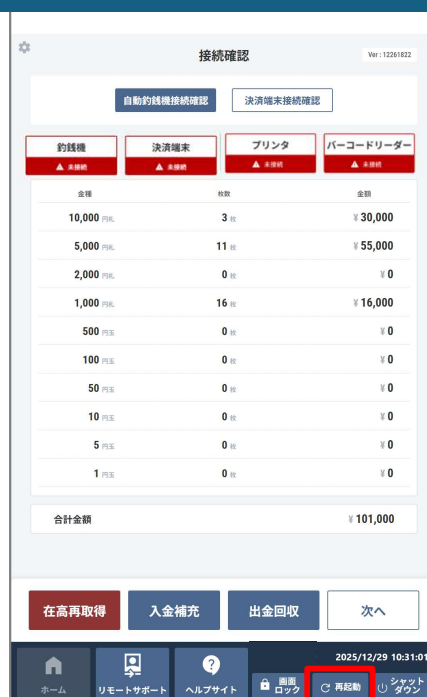 接続確認
Ver : 12261822
自動釣銭機接続確認 決済端末接続確認
釣銭機 決済端末 プリンタ バーコードリーダー
未接続 未接続 未接続 未接続
金種 枚数 金額
10,000 円札 3 枚 ¥ 30,000
5,000 円札 11 枚 ¥ 55,000
2,000 円札 0 枚 ¥ 0
1,000 円札 16 枚 ¥ 16,000
500 円玉 0 枚 ¥ 0
100 円玉 0 枚 ¥ 0
50 円玉 0 枚 ¥ 0
10 円玉 0 枚 ¥ 0
5 円玉 0 枚 ¥ 0
1 円玉 0 枚 ¥ 0
合計金額 ¥ 101,000
在高再取得 入金補充 出金回収 次へ
2025/12/29 10:31:01
ホーム リモートサポート ヘルプサイト 画面ロック 再起動 シャットダウン